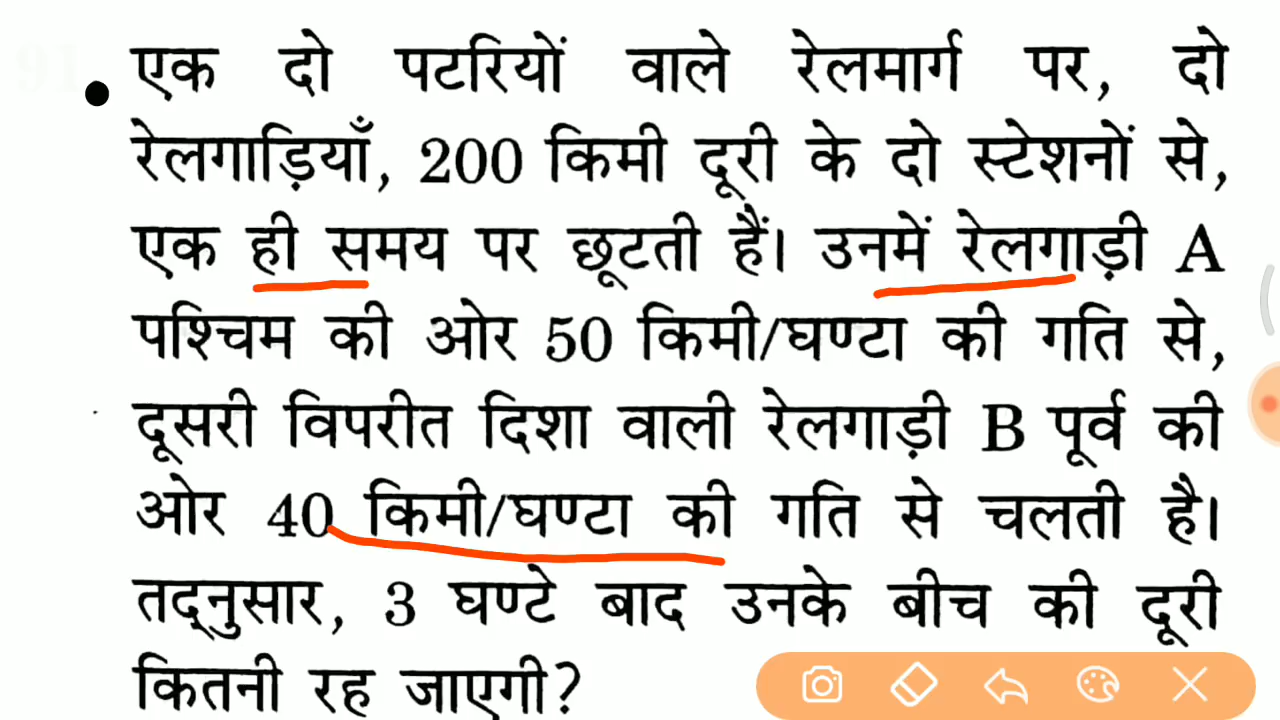 एक दो पटरियों वाले रेलमार्ग पर, दो
रेलगाड़ियाँ, 200 किमी दूरी के दो स्टेशनों से,
एक ही समय पर छूटती हैं। उनमें रेलगाड़ी A
पश्चिम की ओर 50 किमी/घण्टा की गति से,
दूसरी विपरीत दिशा वाली रेलगाड़ी B पूर्व की
ओर 40 किमी/घण्टा की गति से चलती है।
तद्नुसार, 3 घण्टे बाद उनके बीच की दूरी
कितनी रह जाएगी?